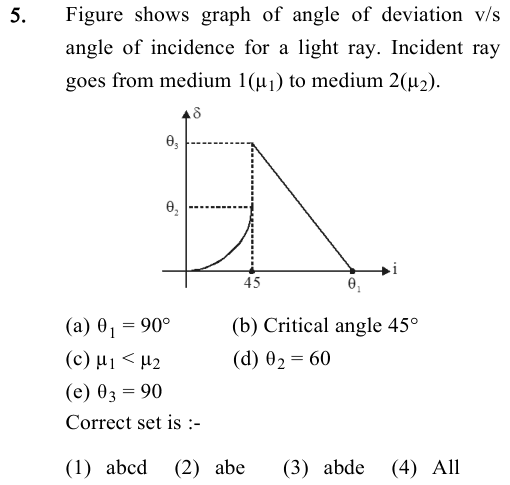 5. Figure shows graph of angle of deviation v/s
angle of incidence for a light ray. Incident ray
goes from medium 1(μ₁) to medium 2(μ₂).
δ
θ₃
θ₂
i
45
θ₁
(a) θ₁ = 90° (b) Critical angle 45°
(c) μ₁ < μ₂ (d) θ₂ = 60
(e) θ₃ = 90
Correct set is :-
(1) abcd (2) abe (3) abde (4) All